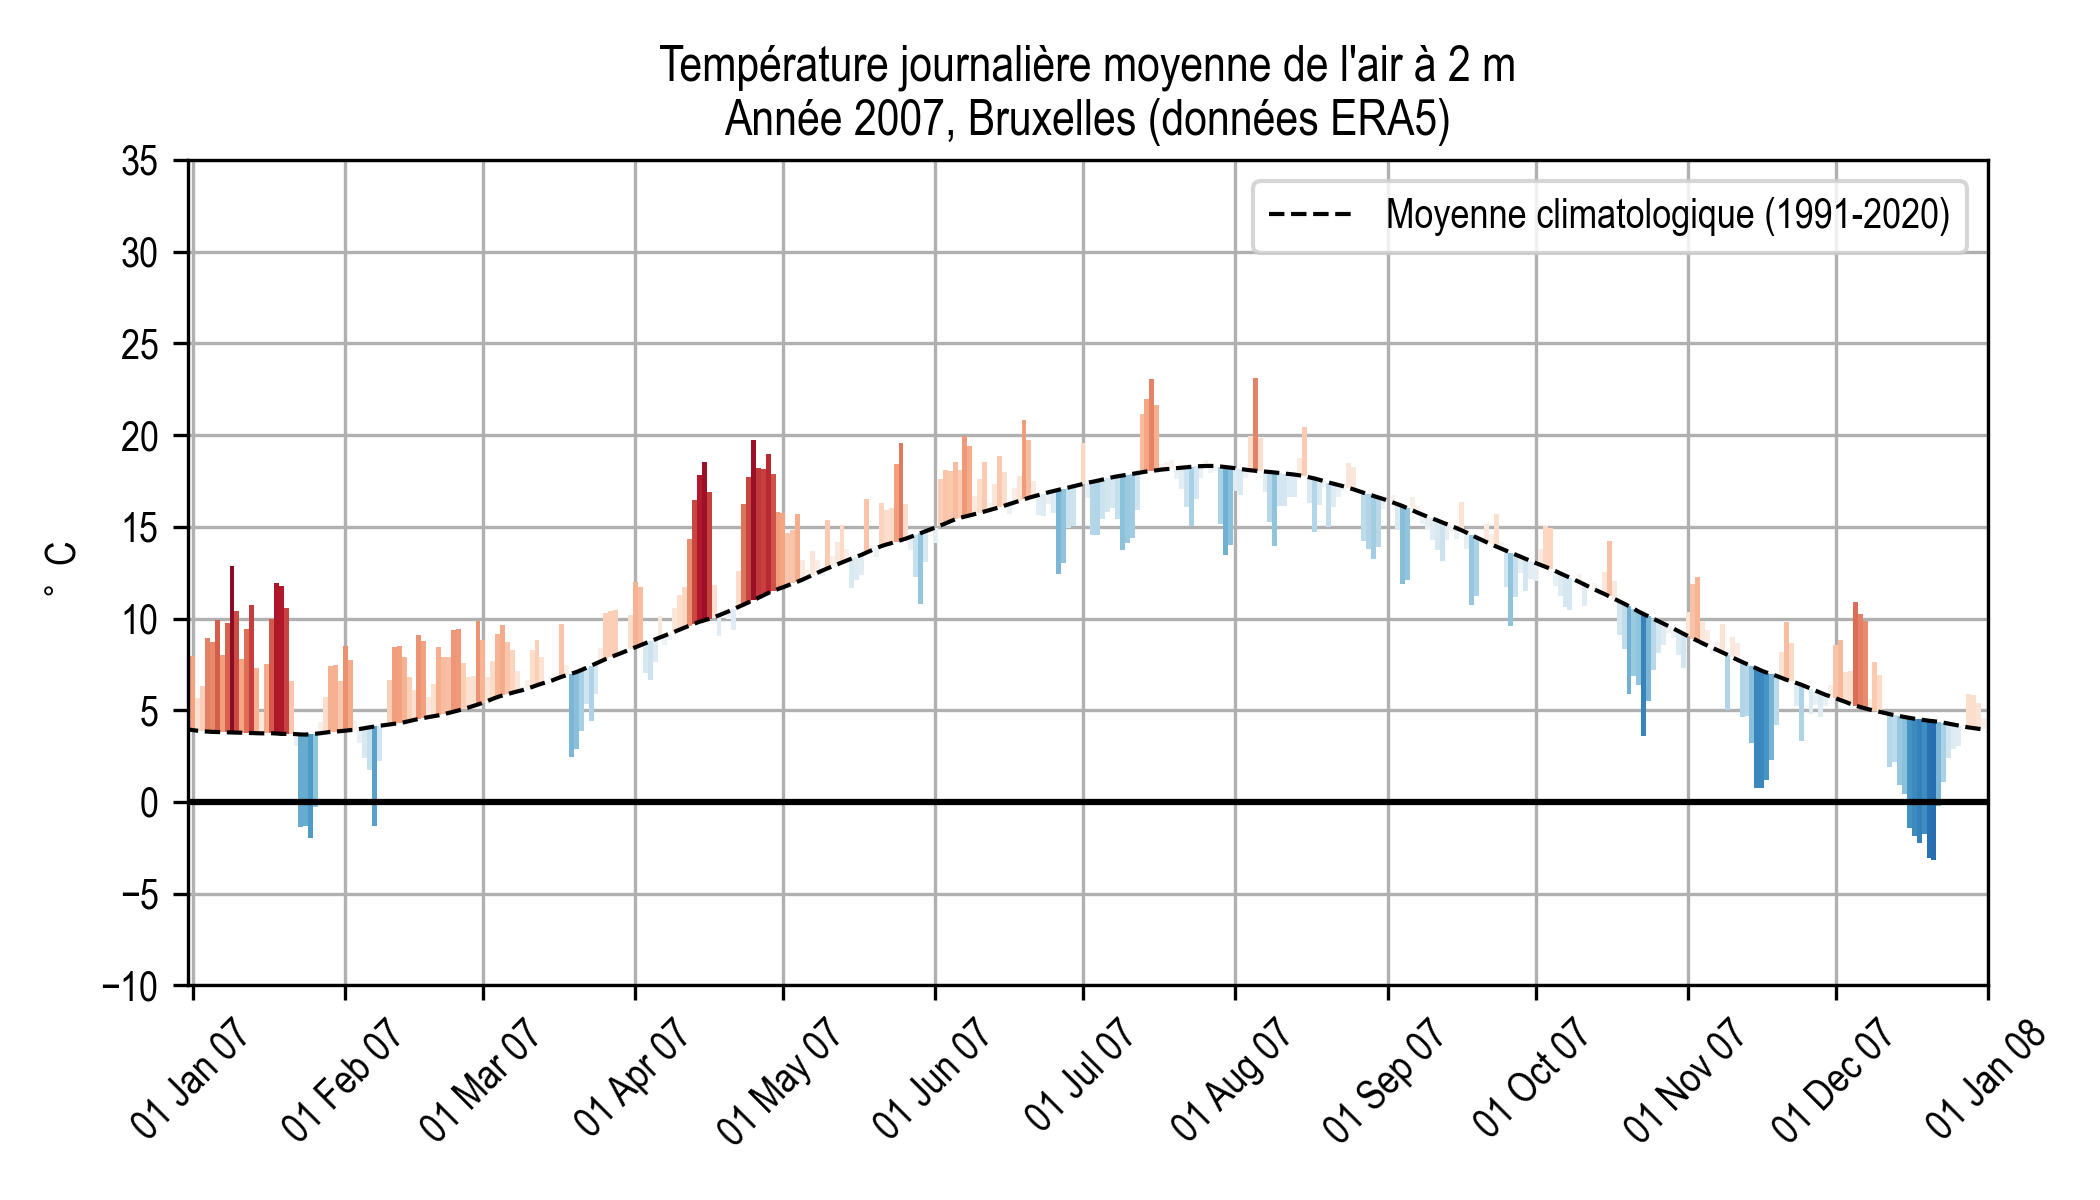 Température journalière moyenne de l'air à 2 m
Année 2007, Bruxelles (données ERA5)
Moyenne climatologique (1991-2020)
° C
35
30
25
20
15
10
5
0
−5
−10
01 Jan 07
01 Feb 07
01 Mar 07
01 Apr 07
01 May 07
01 Jun 07
01 Jul 07
01 Aug 07
01 Sep 07
01 Oct 07
01 Nov 07
01 Dec 07
01 Jan 08